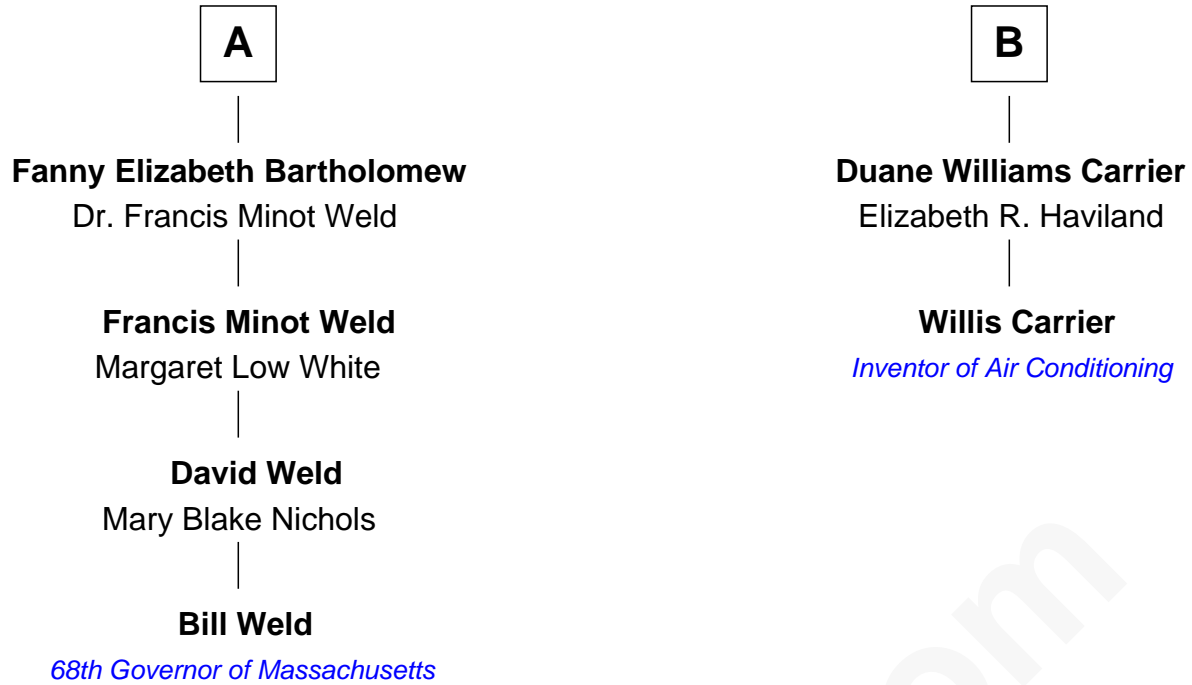 A
Fanny Elizabeth Bartholomew
Dr. Francis Minot Weld
Francis Minot Weld
Margaret Low White
David Weld
Mary Blake Nichols
Bill Weld
68th Governor of Massachusetts
B
Duane Williams Carrier
Elizabeth R. Haviland
Willis Carrier
Inventor of Air Conditioning
om